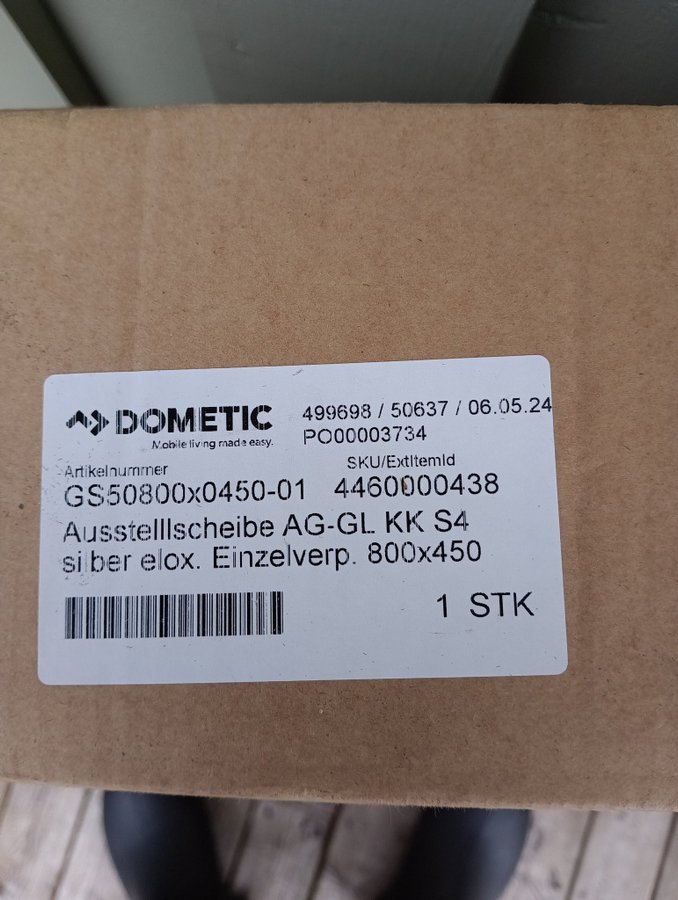 DOMETIC
Mobile living made easy.
499698 / 50637 / 06.05.24
PO00003734
Artikelnummer
SKU/ExtItemId
GS50800x0450-01 4460000438
Ausstelllscheibe AG-GL KK S4
silber elox. Einzelverp. 800x450
1 STK